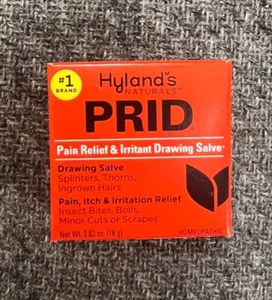 #1
BRAND
Hyland's
NATURALS™
PRID
Pain Relief & Irritant Drawing Salve
Drawing Salve
Splinters, Thorns,
Ingrown Hairs
Pain, Itch & Irritation Relief
Insect Bites, Boils,
Minor Cuts or Scrapes
Net Wt. 0.63 oz (18 g)
HOMEOPATHIC